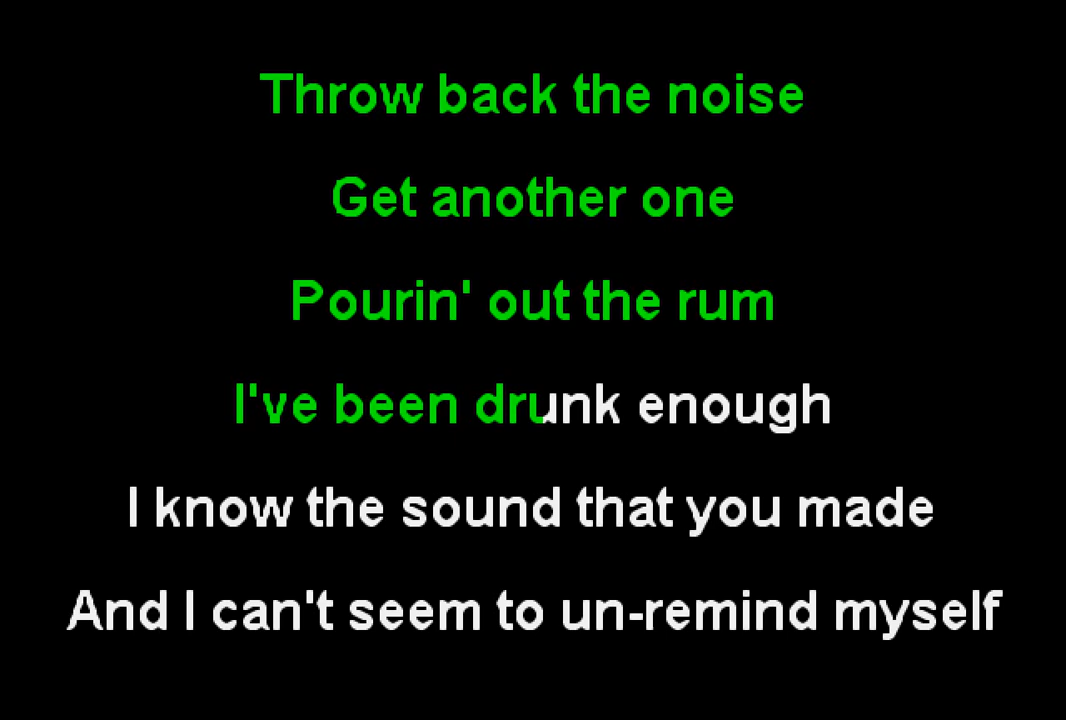 Throw back the noise
Get another one
Pourin' out the rum
I've been drunk enough
I know the sound that you made
And I can't seem to un-remind myself